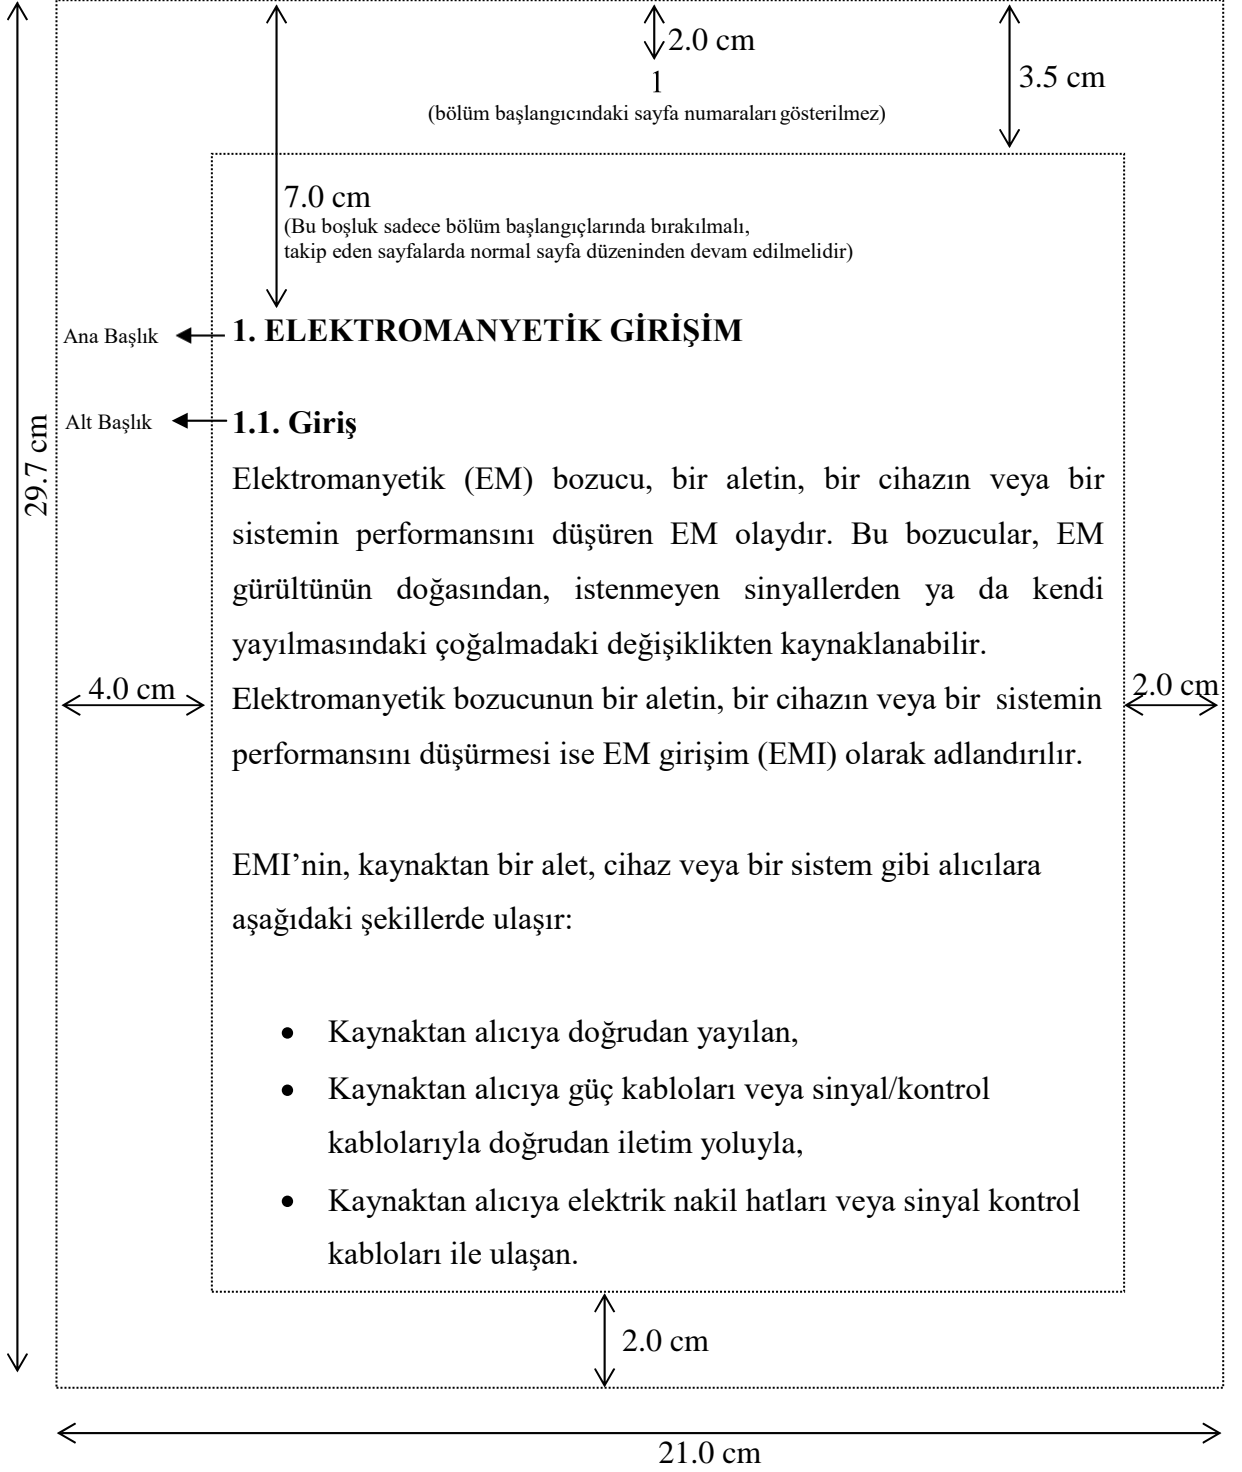 2.0 cm
3.5 cm
1
(bölüm başlangıcındaki sayfa numaraları gösterilmez)
7.0 cm
(Bu boşluk sadece bölüm başlangıçlarında bırakılmalı,
takip eden sayfalarda normal sayfa düzeninden devam edilmelidir)
Ana Başlık
1. ELEKTROMANYETİK GİRİŞİM
Alt Başlık
1.1. Giriş
29.7 cm
Elektromanyetik (EM) bozucu, bir aletin, bir cihazın veya bir
sistemin performansını düşüren EM olaydır. Bu bozucular, EM
gürültünün doğasından, istenmeyen sinyallerden ya da kendi
yayılmasındaki çoğalmadaki değişiklikten kaynaklanabilir.
4.0 cm
2.0 cm
Elektromanyetik bozucunun bir aletin, bir cihazın veya bir sistemin
performansını düşürmesi ise EM girişim (EMI) olarak adlandırılır.
EMI’nin, kaynaktan bir alet, cihaz veya bir sistem gibi alıcılara
aşağıdaki şekillerde ulaşır:
• Kaynaktan alıcıya doğrudan yayılan,
• Kaynaktan alıcıya güç kabloları veya sinyal/kontrol
kablolarıyla doğrudan iletim yoluyla,
• Kaynaktan alıcıya elektrik nakil hatları veya sinyal kontrol
kabloları ile ulaşan.
2.0 cm
21.0 cm